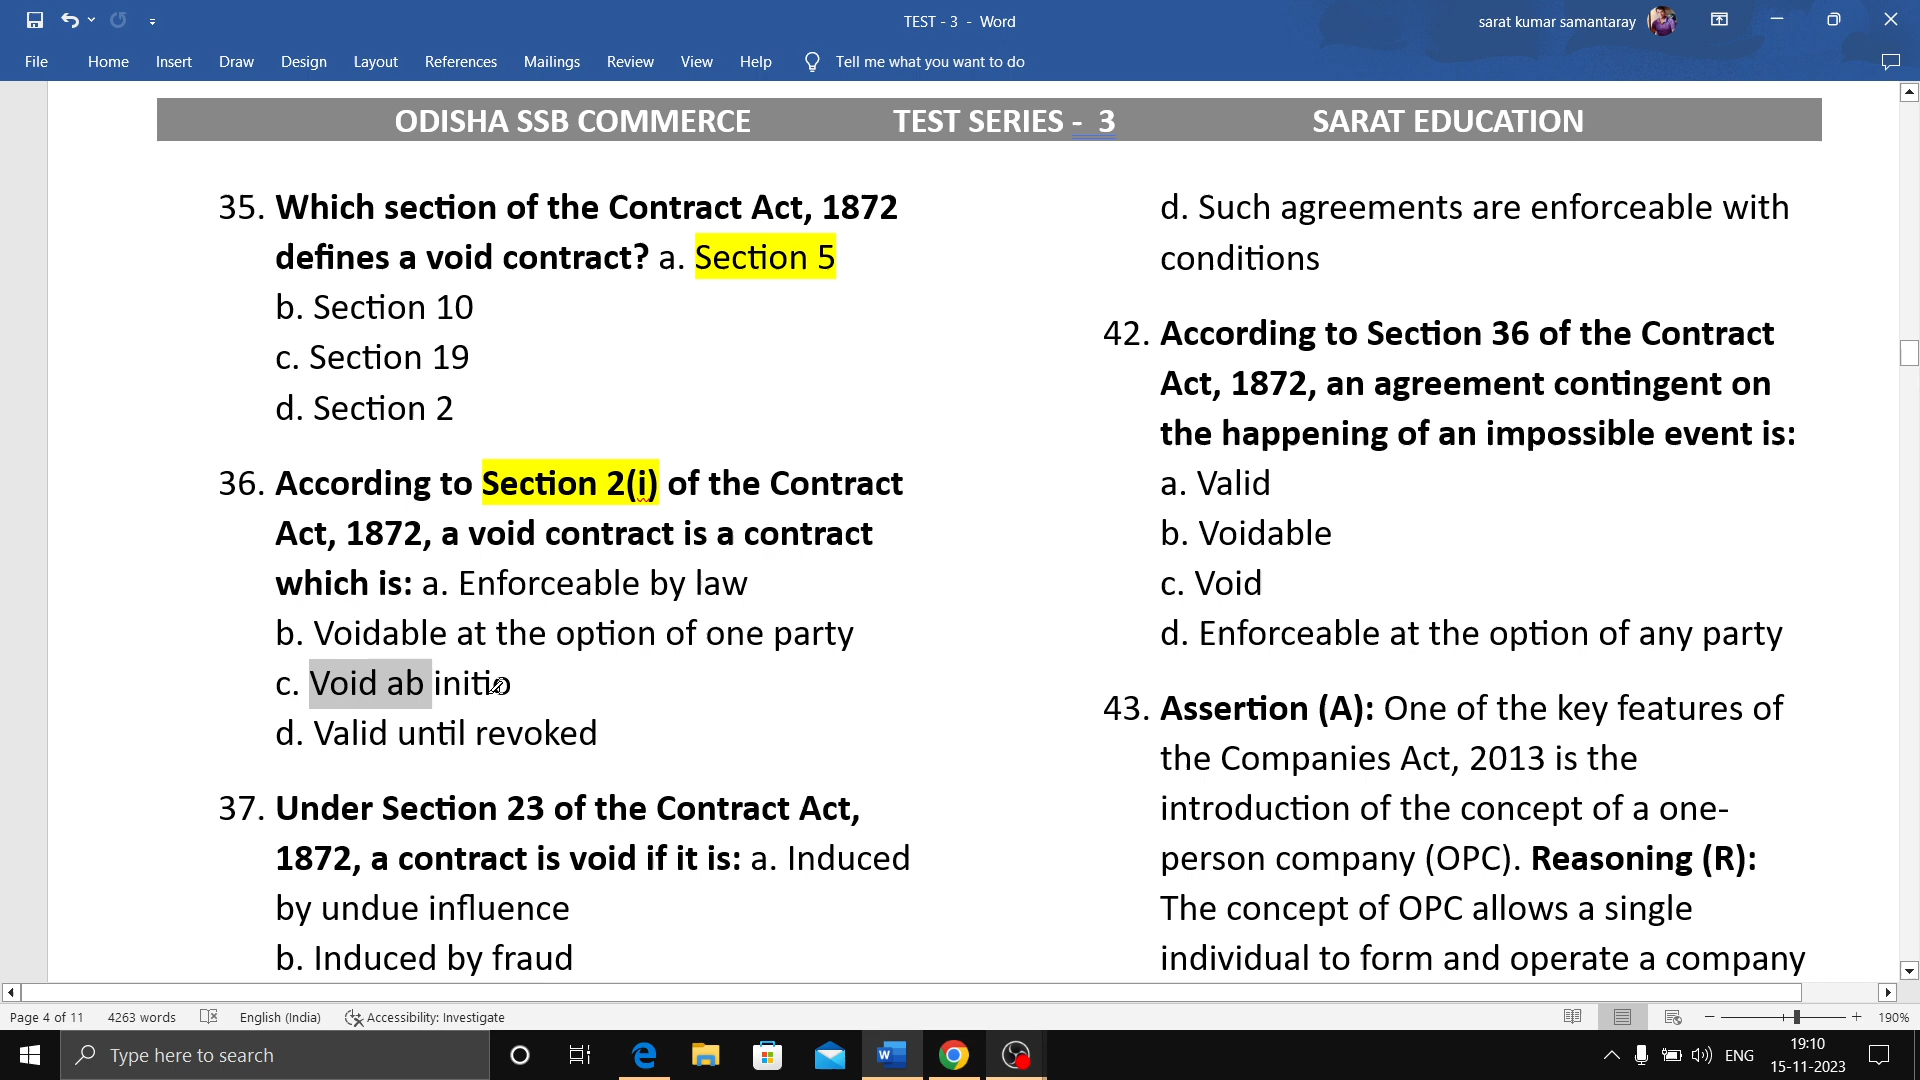 TEST - 3 - Word
sarat kumar samantaray
File Home Insert Draw Design Layout References Mailings Review View Help Tell me what you want to do
ODISHA SSB COMMERCE TEST SERIES - 3 SARAT EDUCATION
35. Which section of the Contract Act, 1872
defines a void contract? a. Section 5
b. Section 10
c. Section 19
d. Section 2
36. According to Section 2(i) of the Contract
Act, 1872, a void contract is a contract
which is: a. Enforceable by law
b. Voidable at the option of one party
c. Void ab initio
d. Valid until revoked
37. Under Section 23 of the Contract Act,
1872, a contract is void if it is: a. Induced
by undue influence
b. Induced by fraud
d. Such agreements are enforceable with
conditions
42. According to Section 36 of the Contract
Act, 1872, an agreement contingent on
the happening of an impossible event is:
a. Valid
b. Voidable
c. Void
d. Enforceable at the option of any party
43. Assertion (A): One of the key features of
the Companies Act, 2013 is the
introduction of the concept of a one-
person company (OPC). Reasoning (R):
The concept of OPC allows a single
individual to form and operate a company
Page 4 of 11 4263 words English (India) Accessibility: Investigate 190%
Type here to search
ENG
19:10
15-11-2023